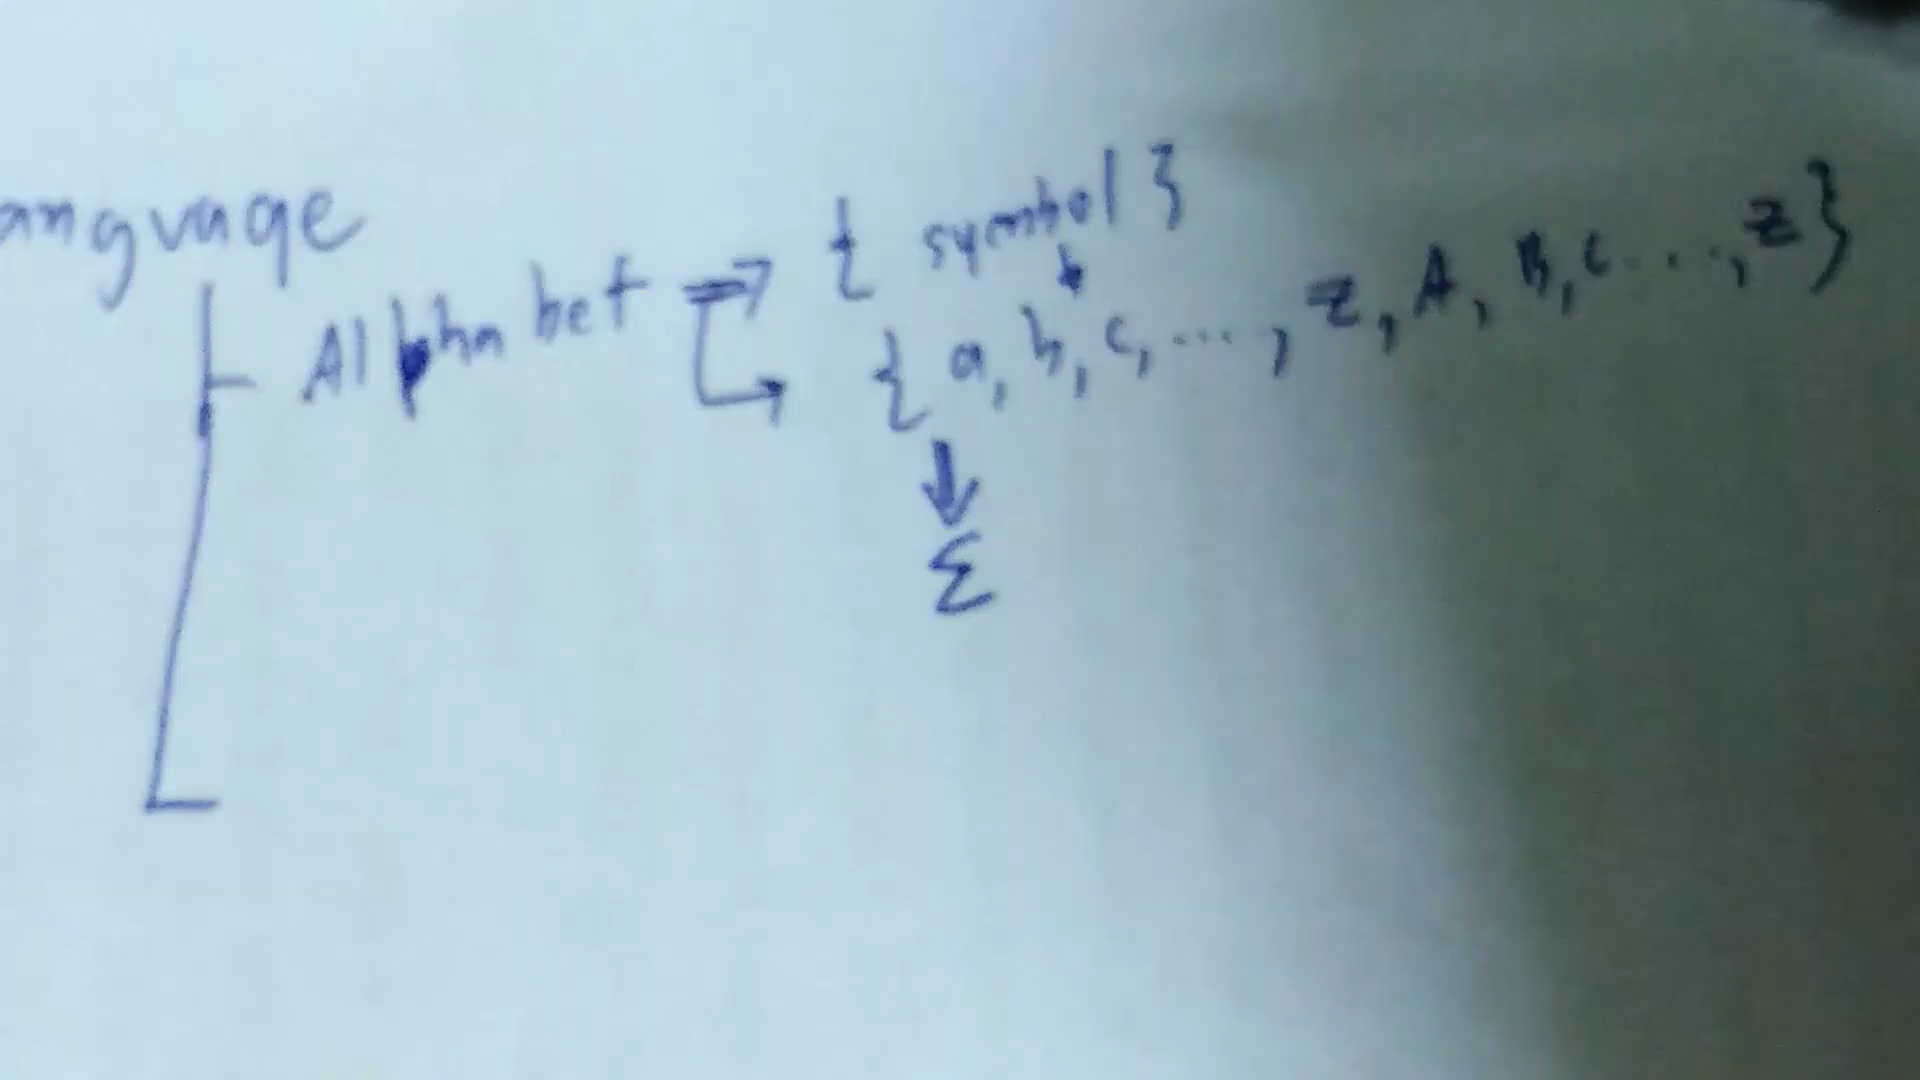 anguage
Alphabet ⇒ { symbol }
{ a, b, c, ..., z, A, B, C ..., Z }
↓
Σ